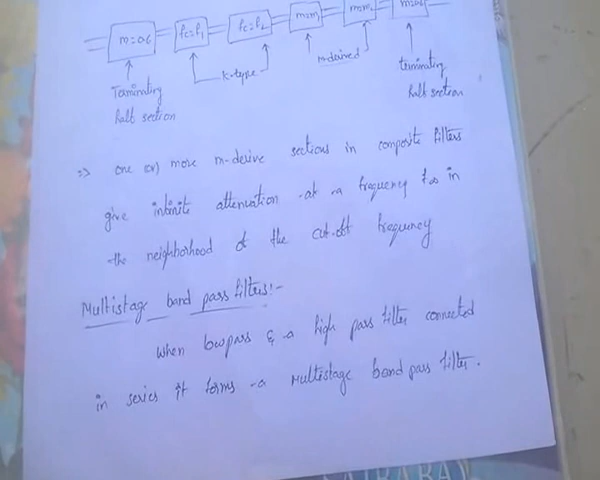 m=0.6 fc=f1 fc=f2 m=m1 m=m2
Terminating half section
K-type
m-derived
terminating half section
=> one (or) more m-derive sections in composite filters
give infinite attenuation at a frequency f∞ in
the neighborhood of the cut-off frequency
Multistage band pass filters:-
When lowpass & a high pass filter connected
in series it forms a Multistage band pass filter.